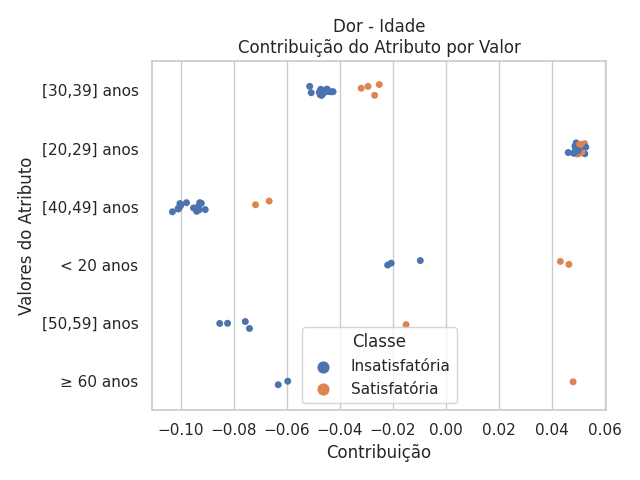 Dor - Idade
Contribuição do Atributo por Valor
Valores do Atributo
[30,39] anos
[20,29] anos
[40,49] anos
< 20 anos
[50,59] anos
≥ 60 anos
Classe
Insatisfatória
Satisfatória
−0.10 −0.08 −0.06 −0.04 −0.02 0.00 0.02 0.04 0.06
Contribuição